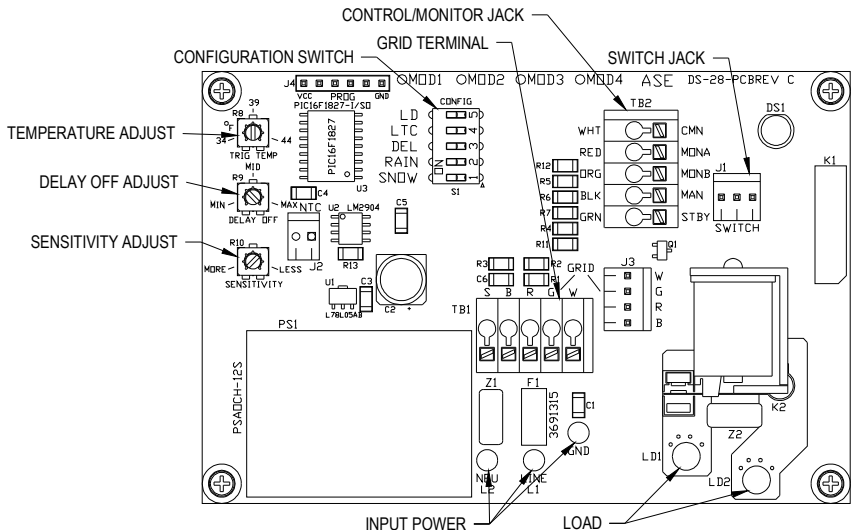 CONTROL/MONITOR JACK
GRID TERMINAL
CONFIGURATION SWITCH
SWITCH JACK
TEMPERATURE ADJUST
DELAY OFF ADJUST
SENSITIVITY ADJUST
J4
VCC PROG GND
PIC16F1827-I/SO
PIC16F1827
U3
OMOD1 OMOD2 OMOD3 OMOD4 ASE DS-28-PCBREV C
CONFIG
LD 5
LTC 4
DEL 3
RAIN 2
SNOW 1
ON
S1
TB2
WHT CMN
RED MONA
ORG MONB
BLK MAN
GRN STBY
DS1
K1
J1
SWITCH
39
R8
°F
34 44
TRIG TEMP
MID
R9
MIN MAX
DELAY OFF
R10
MORE LESS
SENSITIVITY
C4
NTC
J2
U2 LM2904
R13
C5
U1
L78L05AB
C3
C2 +
R12
R5
R6
R7
R4
R11
Q1
R3 R2
C6 R1
GRID
S B R G W
TB1
J3
W
G
R
B
PS1
PSAOCH-12S
Z1
F1
3691315
C1
GND
NEU
L2
LINE
L1
K2
Z2
LD1
LD2
INPUT POWER
LOAD